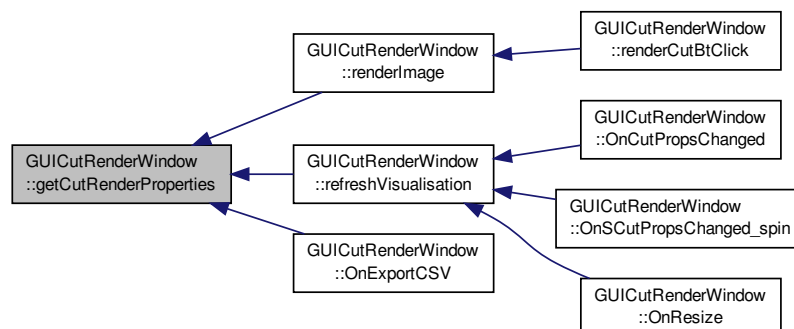 GUICutRenderWindow
::getCutRenderProperties
GUICutRenderWindow
::renderImage
GUICutRenderWindow
::refreshVisualisation
GUICutRenderWindow
::OnExportCSV
GUICutRenderWindow
::renderCutBtClick
GUICutRenderWindow
::OnCutPropsChanged
GUICutRenderWindow
::OnSCutPropsChanged_spin
GUICutRenderWindow
::OnResize